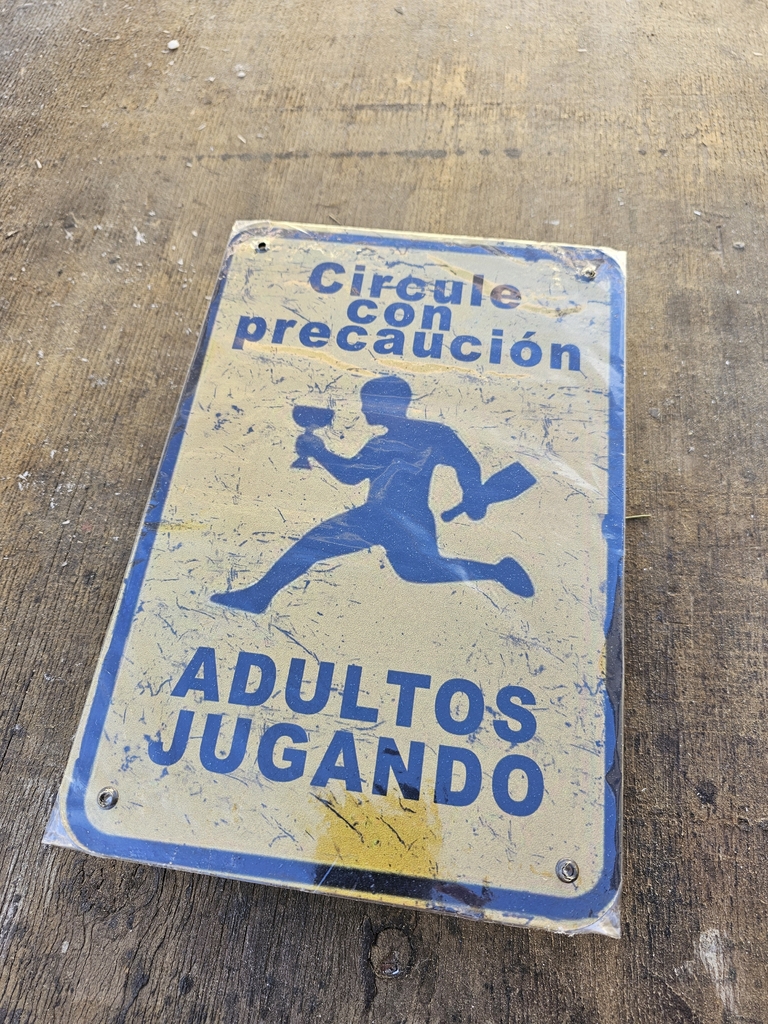 Circule
con
precaución
ADULTOS
JUGANDO